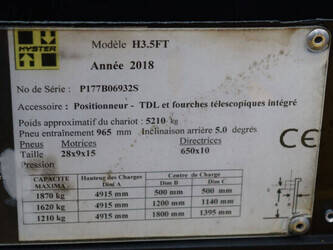 HYSTER
Modèle H3.5FT
Année 2018
No de Série : P177B06932S
Accessoire : Positionneur - TDL et fourches télescopiques intégré
Poids approximatif du chariot : 5210 kg
Pneu entraînement 965 mm Inclinaison arrière 5.0 degrés
Pneus Motrices Directrices
Taille 28x9x15 650x10
Pression
CAPACITE MAXIMA Hauteur des Charges Dim A Centre de Charge Dim B Dim C
1870 kg 4915 mm 500 mm 500 mm
1620 kg 4915 mm 1200 mm 1140 mm
1210 kg 4915 mm 1800 mm 1395 mm
CE